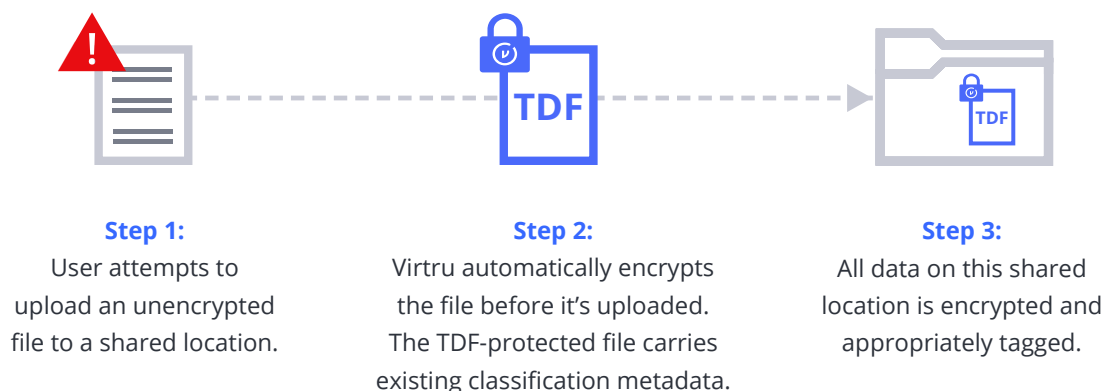 !
TDF
TDF
Step 1:
User attempts to
upload an unencrypted
file to a shared location.
Step 2:
Virtru automatically encrypts
the file before it’s uploaded.
The TDF-protected file carries
existing classification metadata.
Step 3:
All data on this shared
location is encrypted and
appropriately tagged.